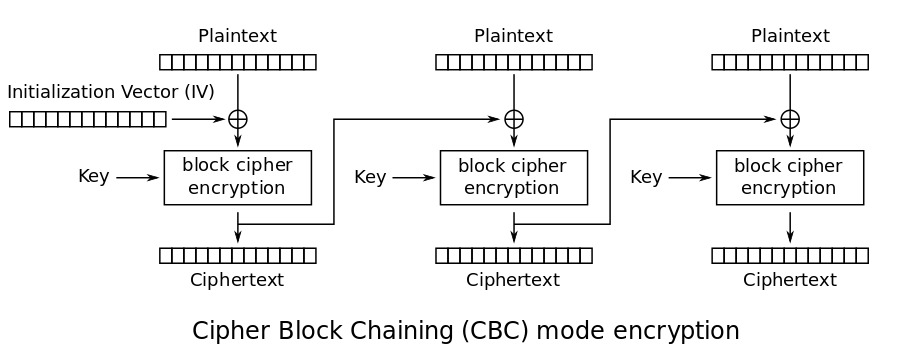 Plaintext
Plaintext
Plaintext
Initialization Vector (IV)
Key
block cipher
encryption
Key
block cipher
encryption
Key
block cipher
encryption
Ciphertext
Ciphertext
Ciphertext
Cipher Block Chaining (CBC) mode encryption